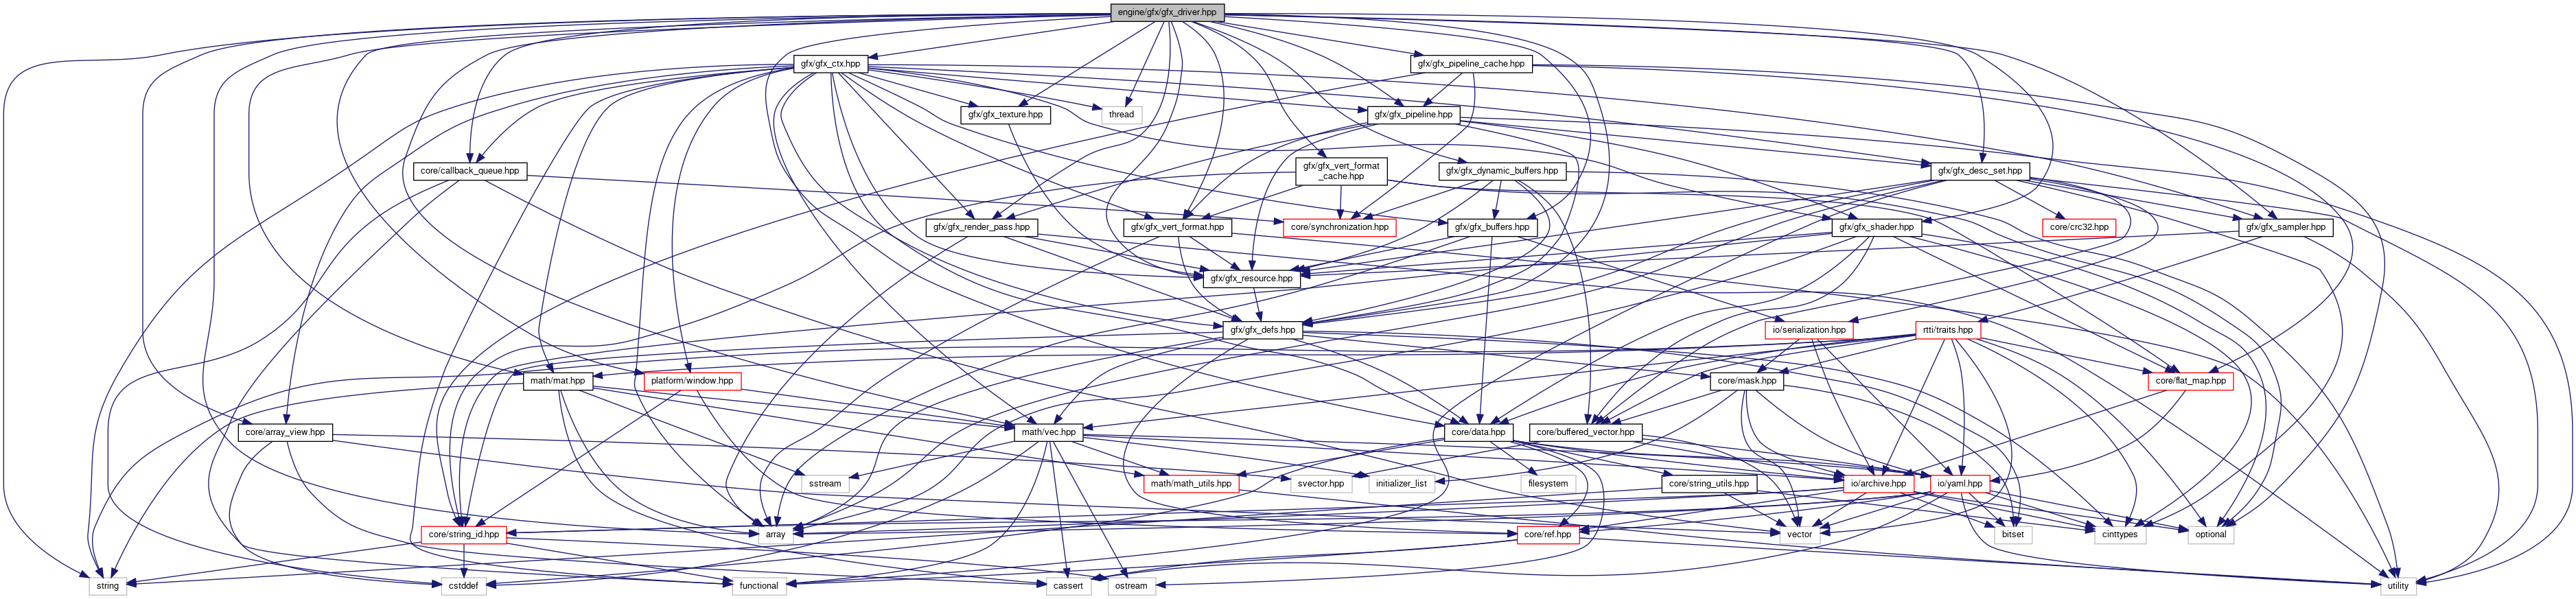 engine/gfx/gfx_driver.hpp
gfx/gfx_ctx.hpp
gfx/gfx_pipeline_cache.hpp
gfx/gfx_texture.hpp
thread
gfx/gfx_pipeline.hpp
core/callback_queue.hpp
gfx/gfx_vert_format
_cache.hpp
gfx/gfx_dynamic_buffers.hpp
gfx/gfx_desc_set.hpp
gfx/gfx_render_pass.hpp
gfx/gfx_vert_format.hpp
core/synchronization.hpp
gfx/gfx_buffers.hpp
gfx/gfx_shader.hpp
core/crc32.hpp
gfx/gfx_sampler.hpp
gfx/gfx_resource.hpp
gfx/gfx_defs.hpp
io/serialization.hpp
rtti/traits.hpp
math/mat.hpp
platform/window.hpp
core/mask.hpp
core/flat_map.hpp
core/array_view.hpp
math/vec.hpp
core/data.hpp
core/buffered_vector.hpp
sstream
math/math_utils.hpp
svector.hpp
initializer_list
filesystem
core/string_utils.hpp
io/archive.hpp
io/yaml.hpp
core/string_id.hpp
array
core/ref.hpp
vector
bitset
cinttypes
optional
string
cstddef
functional
cassert
ostream
utility